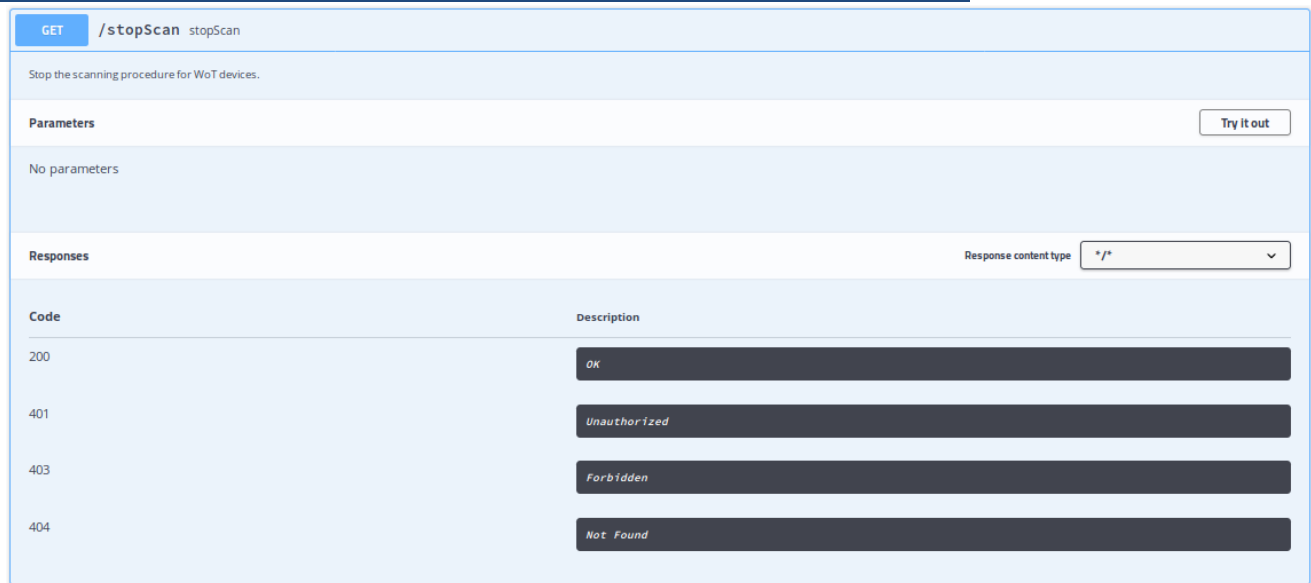 GET /stopScan stopScan
Stop the scanning procedure for WoT devices.
Parameters Try it out
No parameters
Responses Response content type */*
Code Description
200 OK
401 Unauthorized
403 Forbidden
404 Not Found